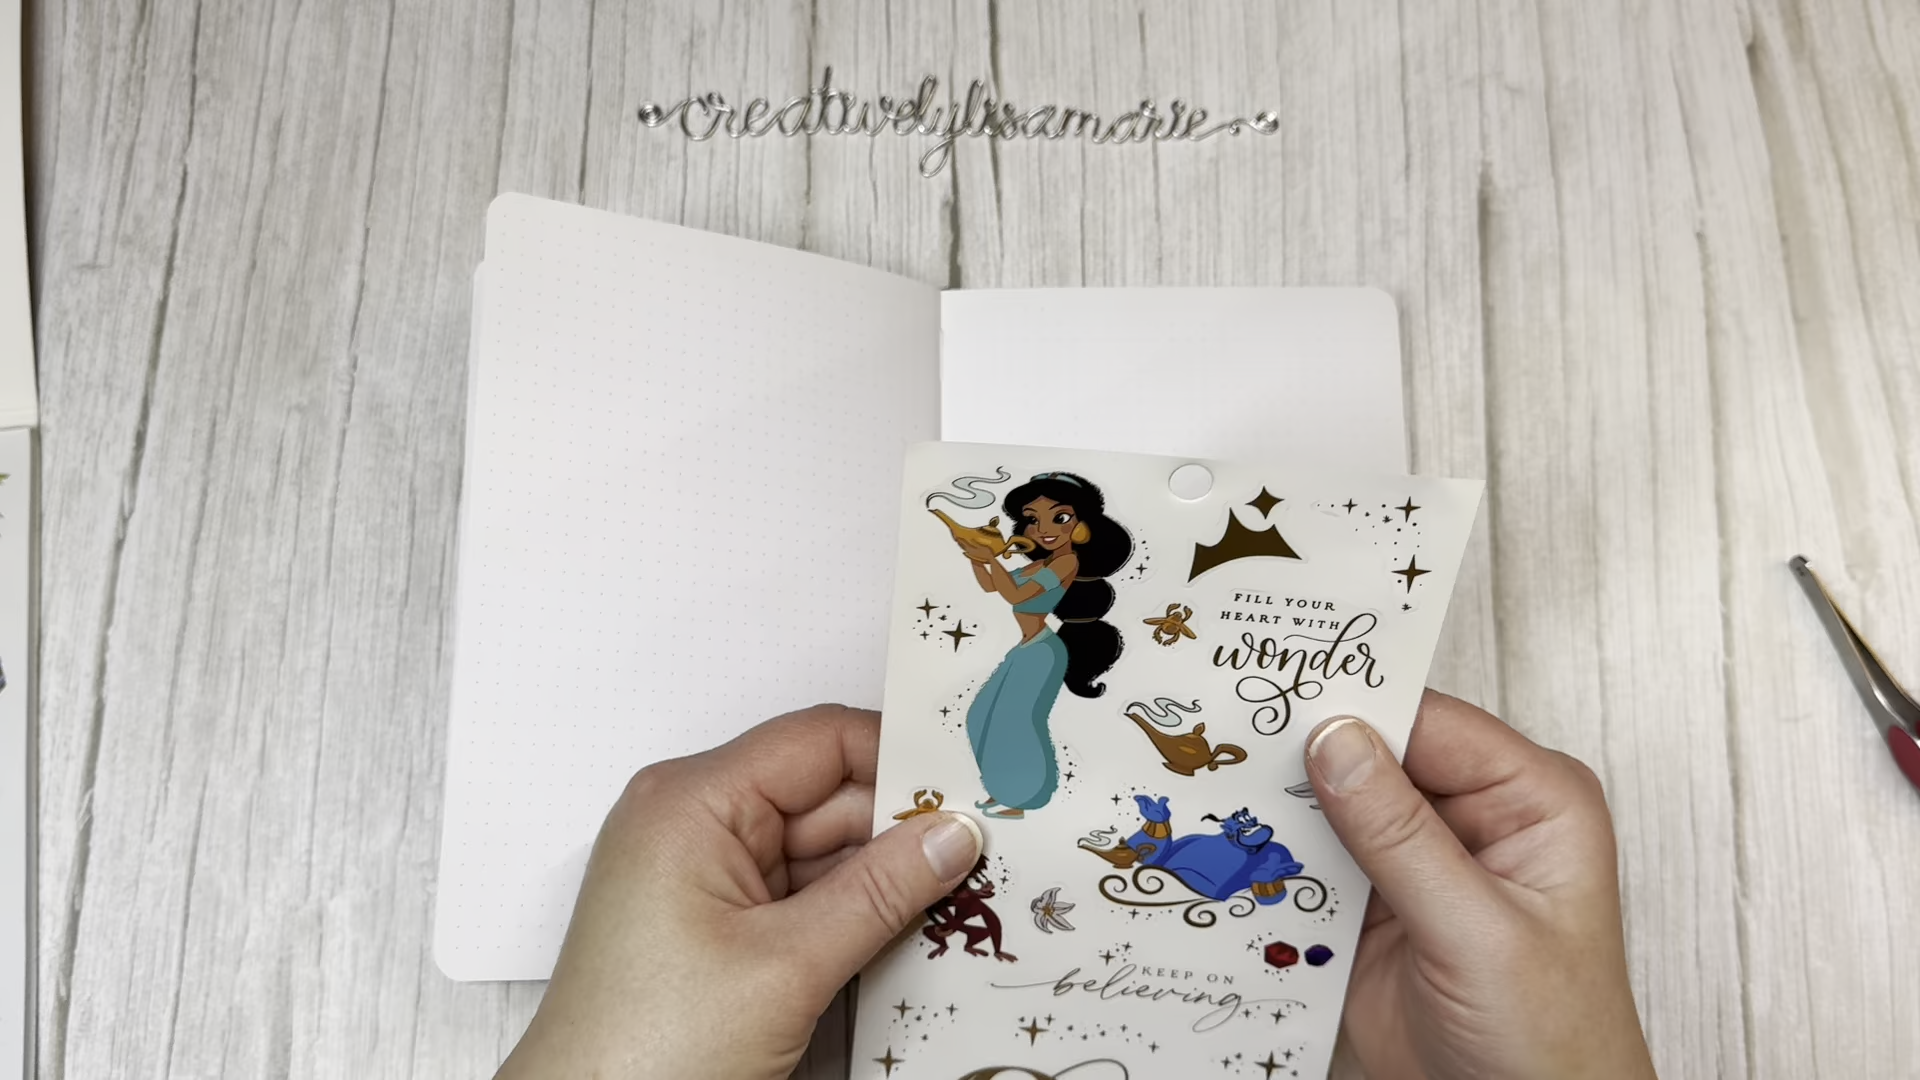 creativelylisamarie
FILL YOUR
HEART WITH
wonder
KEEP ON
believing